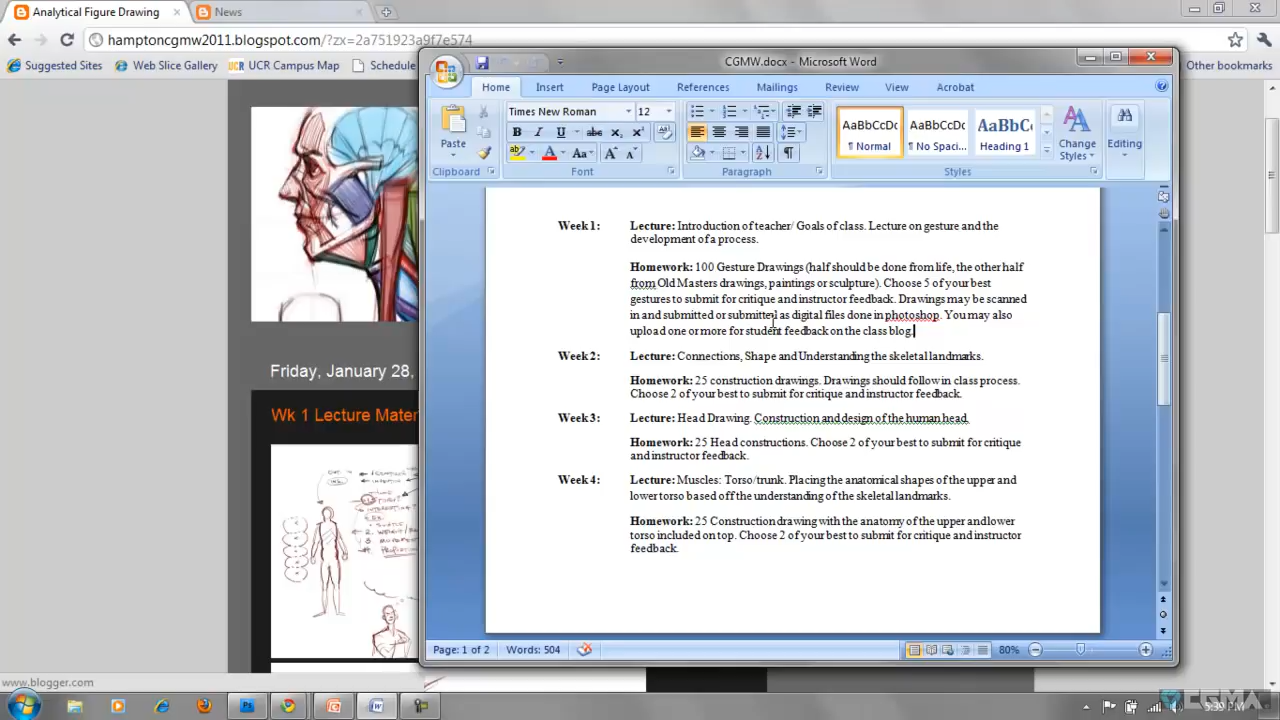 Analytical Figure Drawing
News
hamptoncgmw2011.blogspot.com/?zx=2a751923a9f7e574
Suggested Sites
Web Slice Gallery
UCR Campus Map
Schedule
Other bookmarks
CGMW.docx - Microsoft Word
Home Insert Page Layout References Mailings Review View Acrobat
Paste
Times New Roman 12
AaBbCcDc AaBbCcDc AaBbC
¶ Normal ¶ No Spaci... Heading 1
Change
Styles
Editing
Clipboard Font Paragraph Styles
Week 1: Lecture: Introduction of teacher/ Goals of class. Lecture on gesture and the
development of a process.
Homework: 100 Gesture Drawings (half should be done from life, the other half
from Old Masters drawings, paintings or sculpture). Choose 5 of your best
gestures to submit for critique and instructor feedback. Drawings may be scanned
in and submitted or submitted as digital files done in photoshop. You may also
upload one or more for student feedback on the class blog.
Week 2: Lecture: Connections, Shape and Understanding the skeletal landmarks.
Homework: 25 construction drawings. Drawings should follow in class process.
Choose 2 of your best to submit for critique and instructor feedback.
Week 3: Lecture: Head Drawing. Construction and design of the human head.
Homework: 25 Head constructions. Choose 2 of your best to submit for critique
and instructor feedback.
Week 4: Lecture: Muscles: Torso/trunk. Placing the anatomical shapes of the upper and
lower torso based off the understanding of the skeletal landmarks.
Homework: 25 Construction drawing with the anatomy of the upper and lower
torso included on top. Choose 2 of your best to submit for critique and instructor
feedback.
Friday, January 28,
Wk 1 Lecture Mater
Page: 1 of 2 Words: 504 80%
www.blogger.com
5:39 PM
CGMA